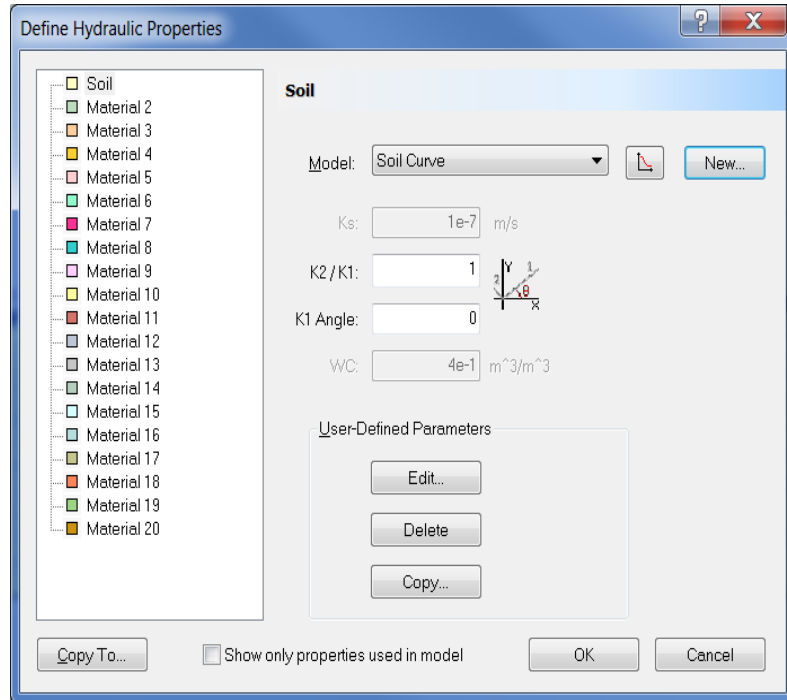 Define Hydraulic Properties
Soil
Material 2
Material 3
Material 4
Material 5
Material 6
Material 7
Material 8
Material 9
Material 10
Material 11
Material 12
Material 13
Material 14
Material 15
Material 16
Material 17
Material 18
Material 19
Material 20
Soil
Model: Soil Curve New...
Ks: 1e-7 m/s
K2 / K1: 1
Y 1
2 θ
X
K1 Angle: 0
WC: 4e-1 m^3/m^3
User-Defined Parameters
Edit...
Delete
Copy...
Copy To... Show only properties used in model OK Cancel